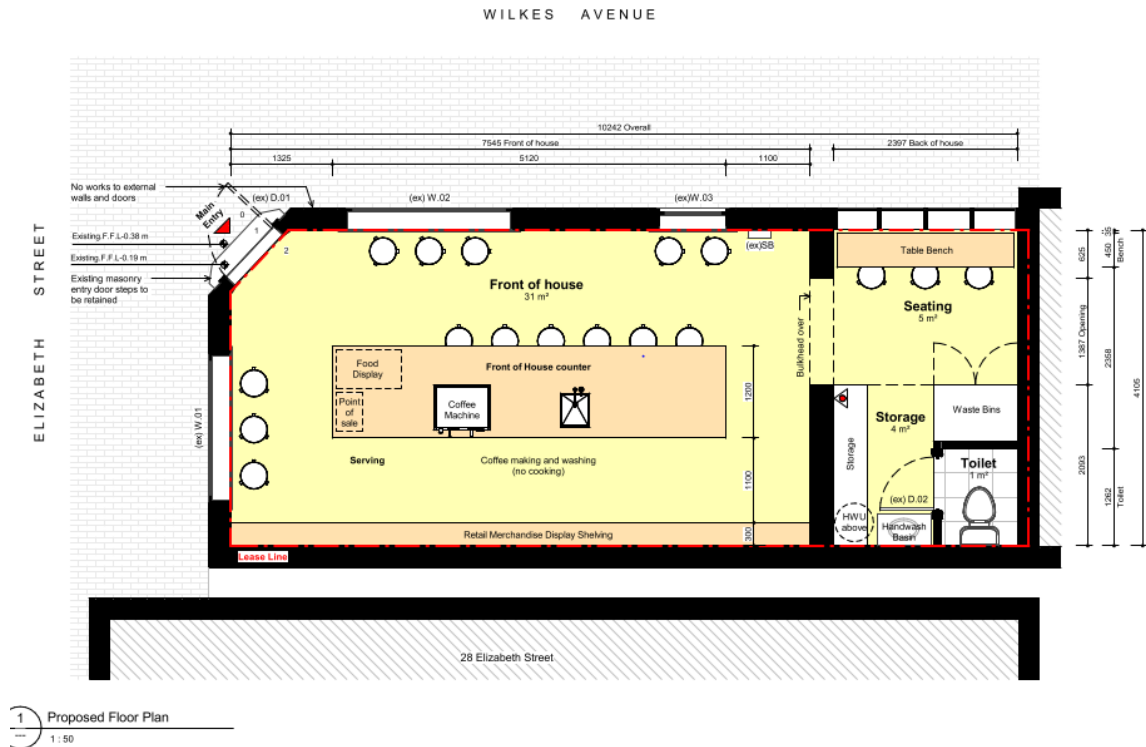 WILKES AVENUE
10242 Overall
7545 Front of house
2397 Back of house
1325
5120
1100
No works to external
walls and doors
(ex) D.01
(ex) W.02
(ex)W.03
Main
Entry
0
1
2
Existing.F.F.L-0.38 m
Existing.F.F.L-0.19 m
Existing masonry
entry door steps to
be retained
ELIZABETH STREET
(ex) W.01
(ex)SB
Front of house
31 m²
Bulkhead over
Table Bench
Seating
5 m²
625
135
450
Bench
1387 Opening
2358
4105
2093
1262
Toilet
Food
Display
Front of House counter
Point
of
sale
Coffee
Machine
1200
Serving
Coffee making and washing
(no cooking)
1100
300
Retail Merchandise Display Shelving
Lease Line
Storage
4 m²
Storage
Waste Bins
Toilet
1 m²
(ex) D.02
HWU
above
Handwash
Basin
28 Elizabeth Street
1
---
Proposed Floor Plan
1 : 50